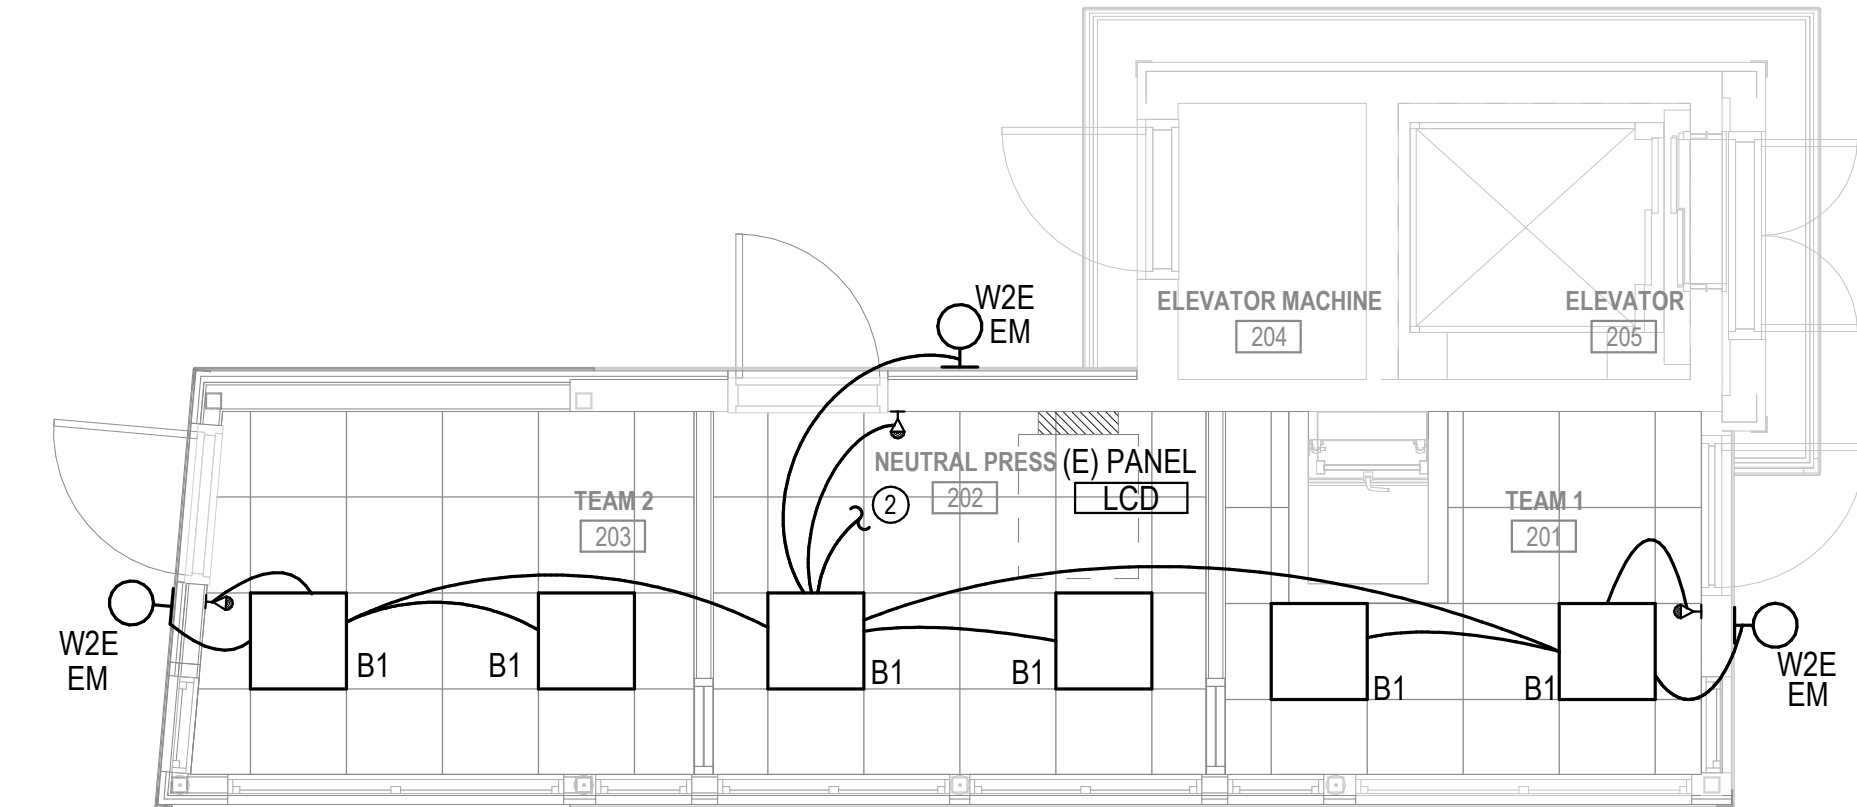 W2E
EM
ELEVATOR MACHINE
204
ELEVATOR
205
NEUTRAL PRESS
202
(E) PANEL
LCD
2
TEAM 2
203
TEAM 1
201
W2E
EM
B1
B1
B1
B1
B1
B1
W2E
EM